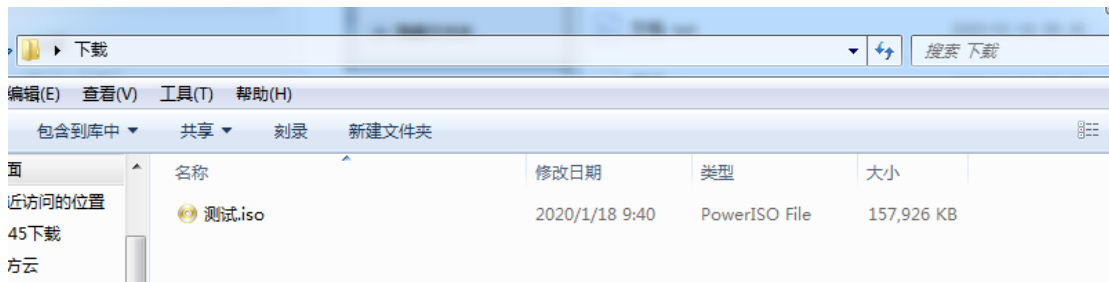 下载
搜索 下载
编辑(E) 查看(V) 工具(T) 帮助(H)
包含到库中 共享 刻录 新建文件夹
面 名称 修改日期 类型 大小
近访问的位置
测试.iso 2020/1/18 9:40 PowerISO File 157,926 KB
45下载
方云